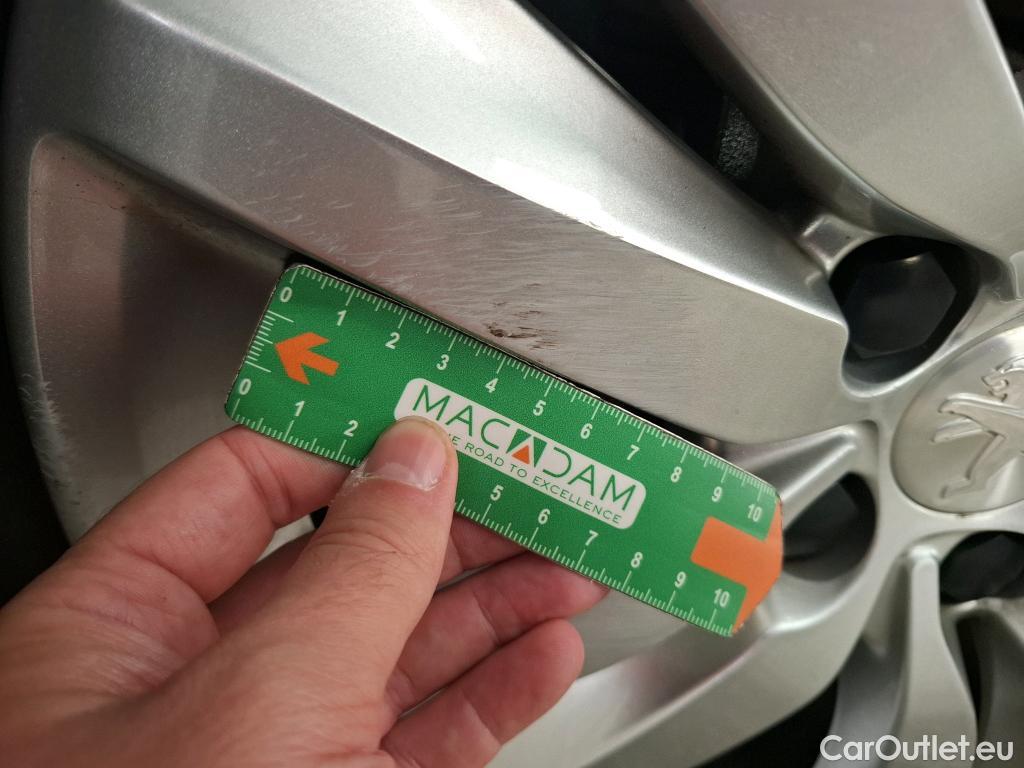 0 1 2 3 4 5 6 7 8 9 10
MACADAM
THE ROAD TO EXCELLENCE
0 1 2 5 6 7 8 9 10
CarOutlet.eu